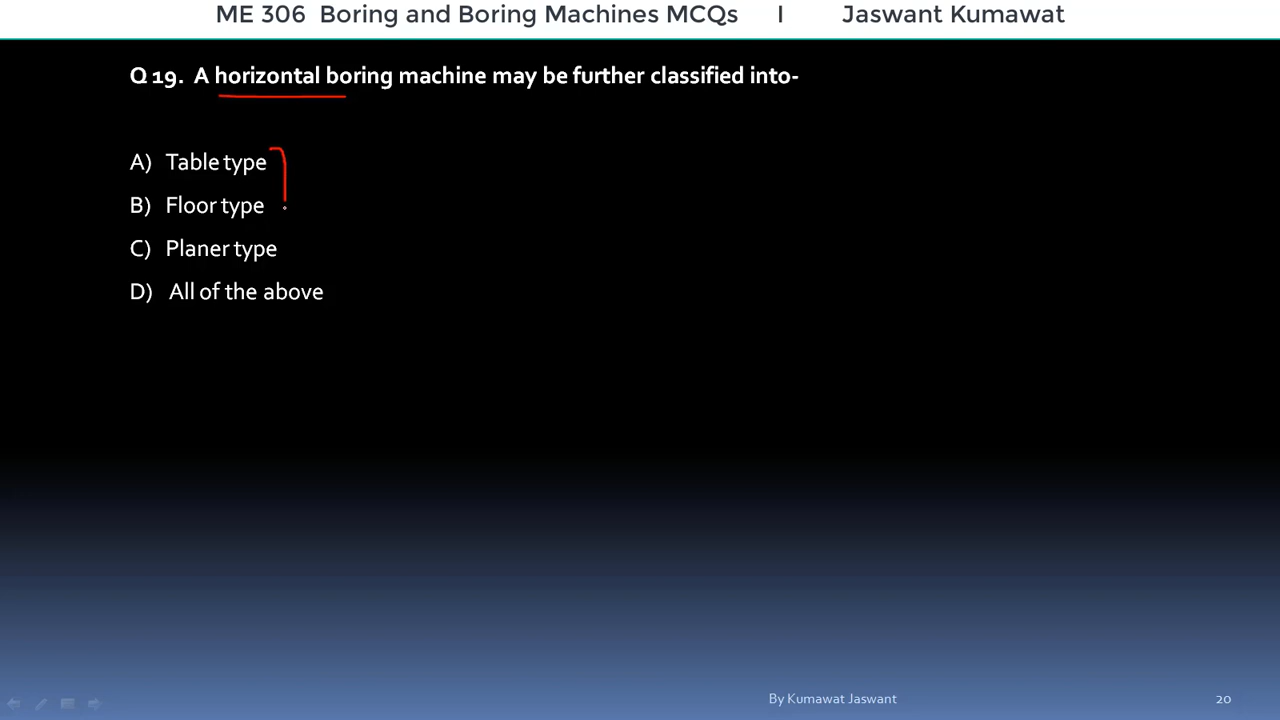 ME 306 Boring and Boring Machines MCQs I Jaswant Kumawat
Q 19. A horizontal boring machine may be further classified into-
A) Table type
B) Floor type
C) Planer type
D) All of the above
By Kumawat Jaswant 20